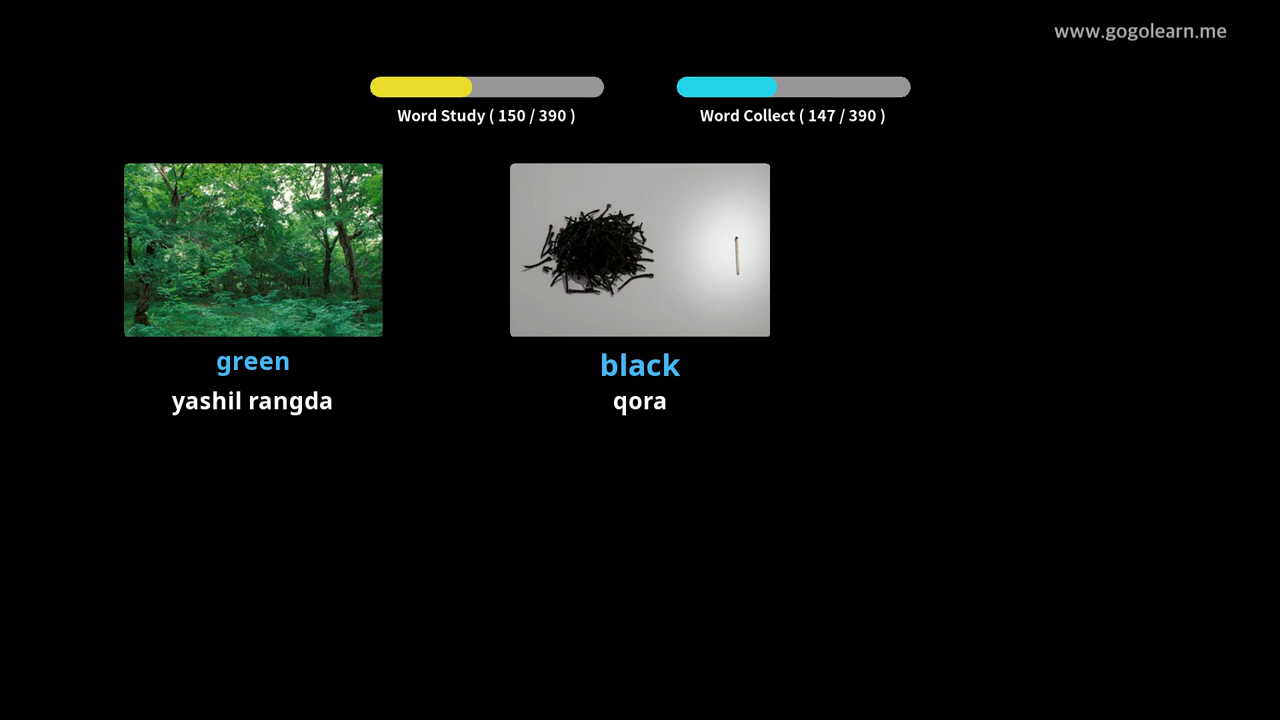 www.gogolearn.me
Word Study ( 150 / 390 )
Word Collect ( 147 / 390 )
green
yashil rangda
black
qora